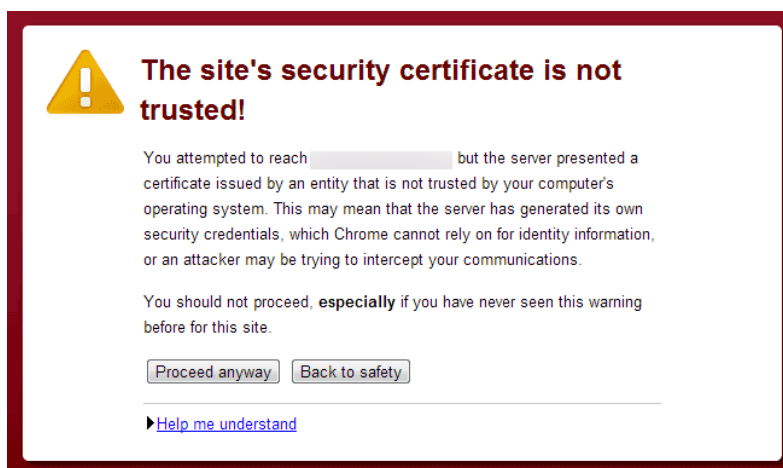 The site's security certificate is not
trusted!
You attempted to reach but the server presented a
certificate issued by an entity that is not trusted by your computer's
operating system. This may mean that the server has generated its own
security credentials, which Chrome cannot rely on for identity information,
or an attacker may be trying to intercept your communications.
You should not proceed, especially if you have never seen this warning
before for this site.
Proceed anyway Back to safety
Help me understand